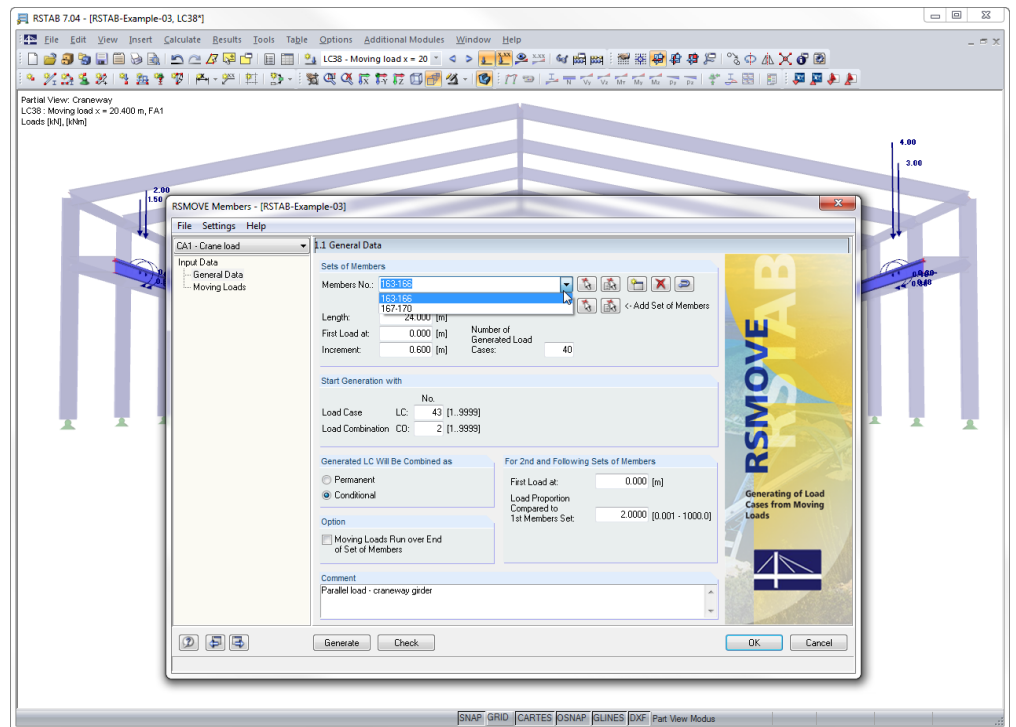 RSTAB 7.04 - [RSTAB-Example-03, LC38*]
File Edit View Insert Calculate Results Tools Table Options Additional Modules Window Help
LC38 - Moving load x = 20
Partial View: Craneway
LC38 : Moving load x = 20.400 m, FA1
Loads [kN], [kNm]
4.00
3.00
2.00
1.50
RSMOVE Members - [RSTAB-Example-03]
File Settings Help
CA1 - Crane load
1.1 General Data
Input Data
General Data
Moving Loads
Sets of Members
Members No.: 163-166
163-166
167-170
<- Add Set of Members
Length: 24.000 [m]
First Load at: 0.000 [m]
Increment: 0.600 [m]
Number of
Generated Load
Cases: 40
Start Generation with
No.
Load Case LC: 43 [1..9999]
Load Combination CO: 2 [1..9999]
Generated LC Will Be Combined as
Permanent
Conditional
For 2nd and Following Sets of Members
First Load at: 0.000 [m]
Load Proportion
Compared to
1st Members Set: 2.0000 [0.001 - 1000.0]
Option
Moving Loads Run over End
of Set of Members
Comment
Parallel load - craneway girder
RSTAB
RSMOVE
Generating of Load
Cases from Moving
Loads
Generate Check OK Cancel
SNAP GRID CARTES OSNAP GLINES DXF Part View Modus